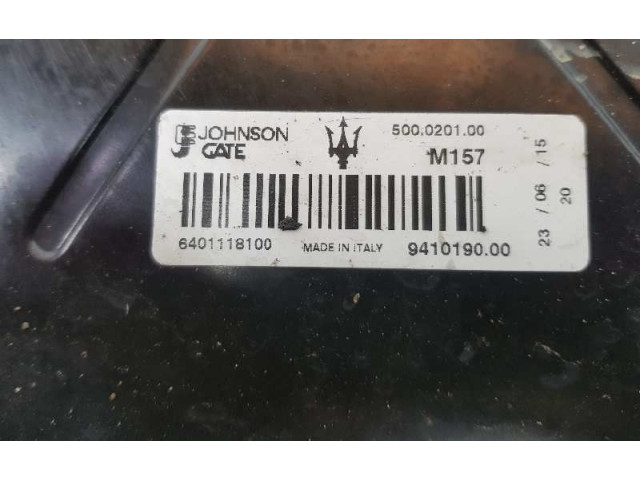 JOHNSON
GATE
500.0201.00
M157
6401118100
MADE IN ITALY
9410190.00
23 / 06 / 15
20